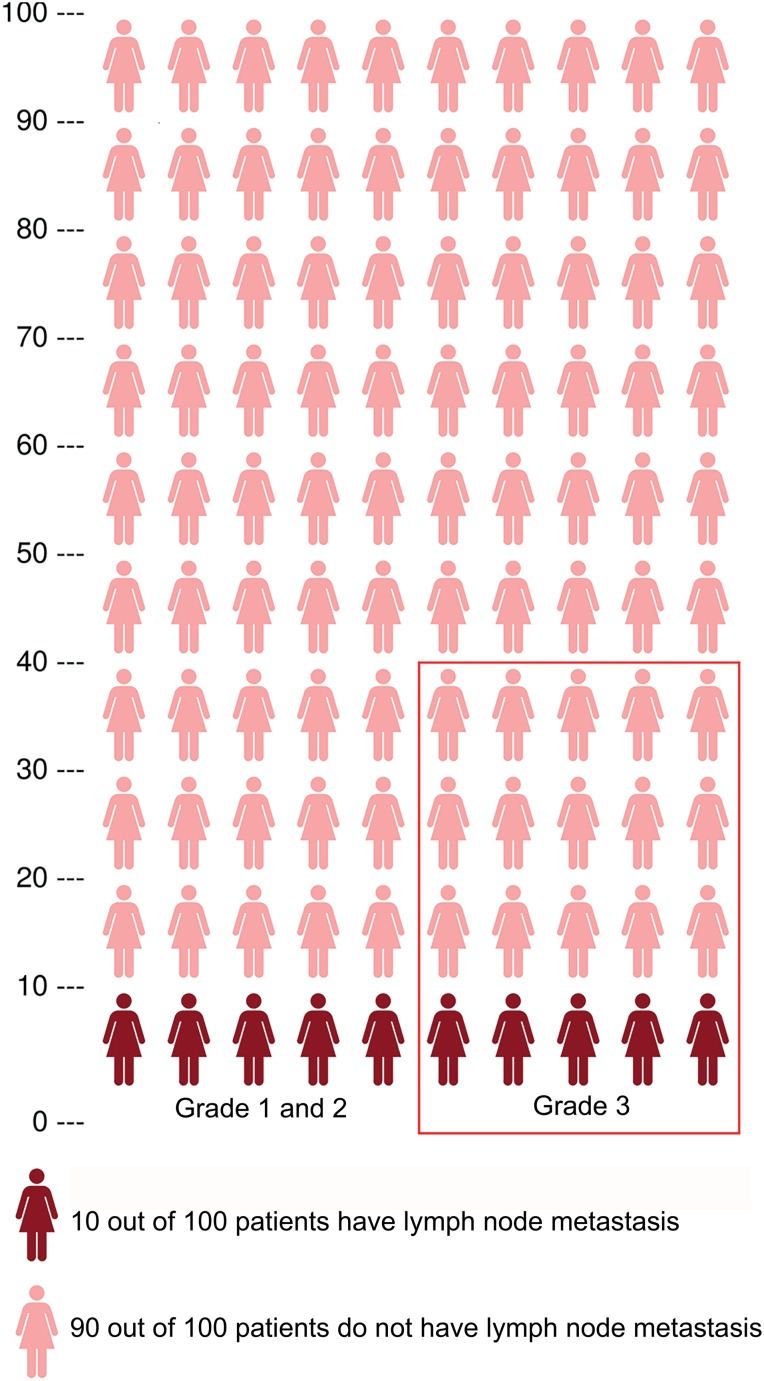 100 ---
90 ---
80 ---
70 ---
60 ---
50 ---
40 ---
30 ---
20 ---
10 ---
0 ---
Grade 1 and 2
Grade 3
10 out of 100 patients have lymph node metastasis
90 out of 100 patients do not have lymph node metastasis